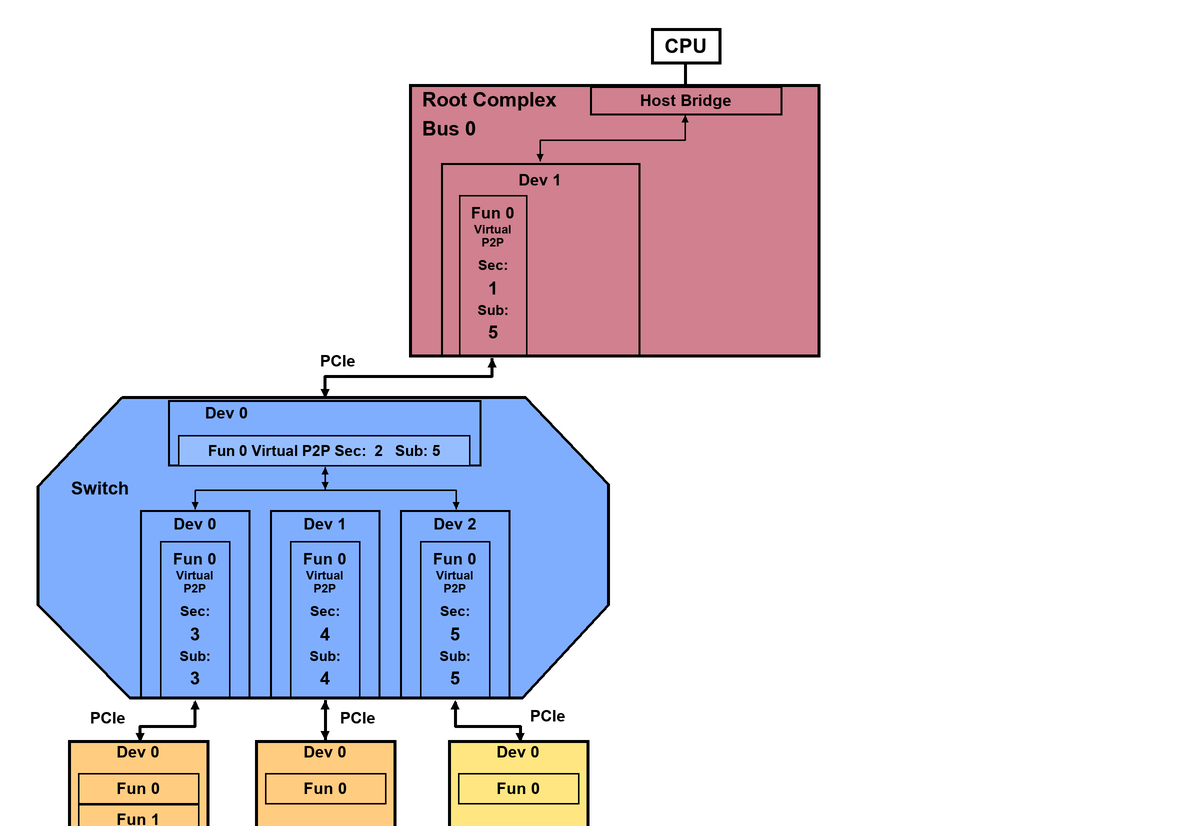 CPU
Root Complex
Host Bridge
Bus 0
Dev 1
Fun 0
Virtual
P2P
Sec:
1
Sub:
5
PCIe
Dev 0
Fun 0 Virtual P2P Sec: 2 Sub: 5
Switch
Dev 0
Fun 0
Virtual
P2P
Sec:
3
Sub:
3
Dev 1
Fun 0
Virtual
P2P
Sec:
4
Sub:
4
Dev 2
Fun 0
Virtual
P2P
Sec:
5
Sub:
5
PCIe
PCIe
PCIe
Dev 0
Fun 0
Fun 1
Dev 0
Fun 0
Dev 0
Fun 0